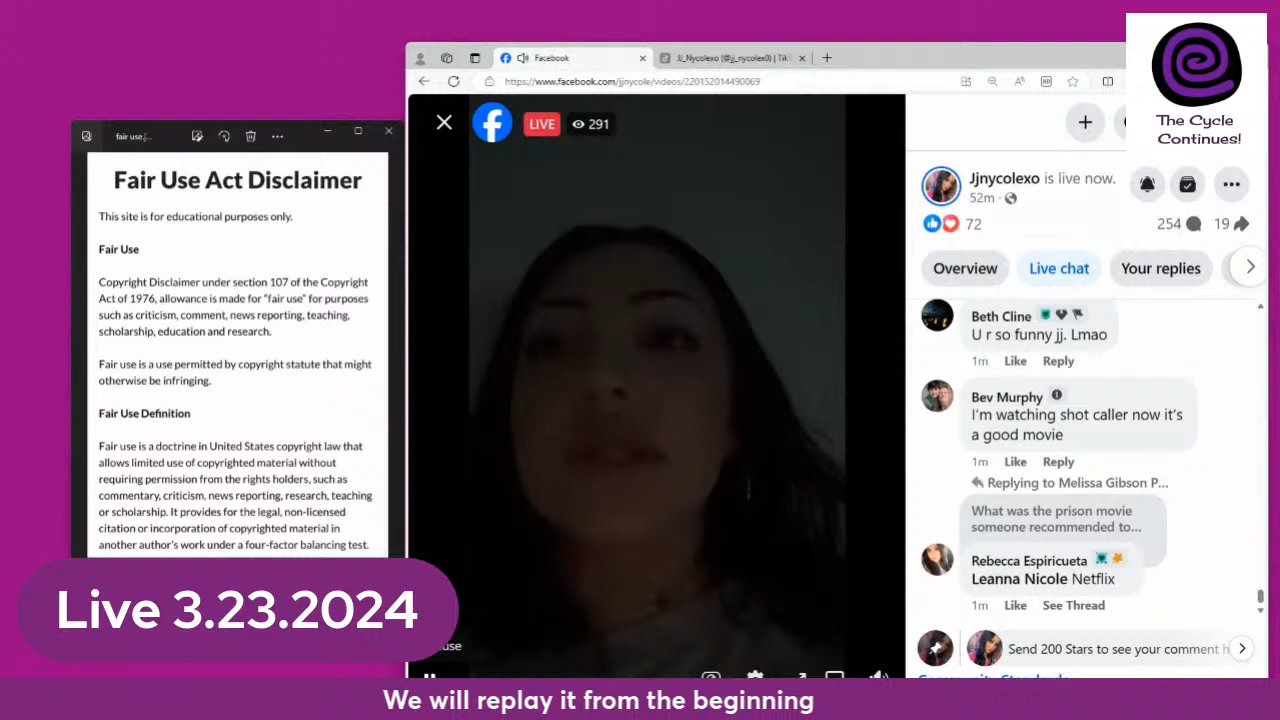 fair use.j...
Fair Use Act Disclaimer
This site is for educational purposes only.
Fair Use
Copyright Disclaimer under section 107 of the Copyright
Act of 1976, allowance is made for "fair use" for purposes
such as criticism, comment, news reporting, teaching,
scholarship, education and research.
Fair use is a use permitted by copyright statute that might
otherwise be infringing.
Fair Use Definition
Fair use is a doctrine in United States copyright law that
allows limited use of copyrighted material without
requiring permission from the rights holders, such as
commentary, criticism, news reporting, research, teaching
or scholarship. It provides for the legal, non-licensed
citation or incorporation of copyrighted material in
another author's work under a four-factor balancing test.
Live 3.23.2024
Facebook
JJ_Nycolexo (@jj_nycolex0) | Tik
https://www.facebook.com/jjnycole/videos/220152014490069
LIVE
291
The Cycle
Continues!
Jjnycolexo is live now.
52m
72
254
19
Overview
Live chat
Your replies
Beth Cline
U r so funny jj. Lmao
1m Like Reply
Bev Murphy
I'm watching shot caller now it's
a good movie
1m Like Reply
Replying to Melissa Gibson P...
What was the prison movie
someone recommended to...
Rebecca Espiricueta
Leanna Nicole Netflix
1m Like See Thread
Send 200 Stars to see your comment h
We will replay it from the beginning